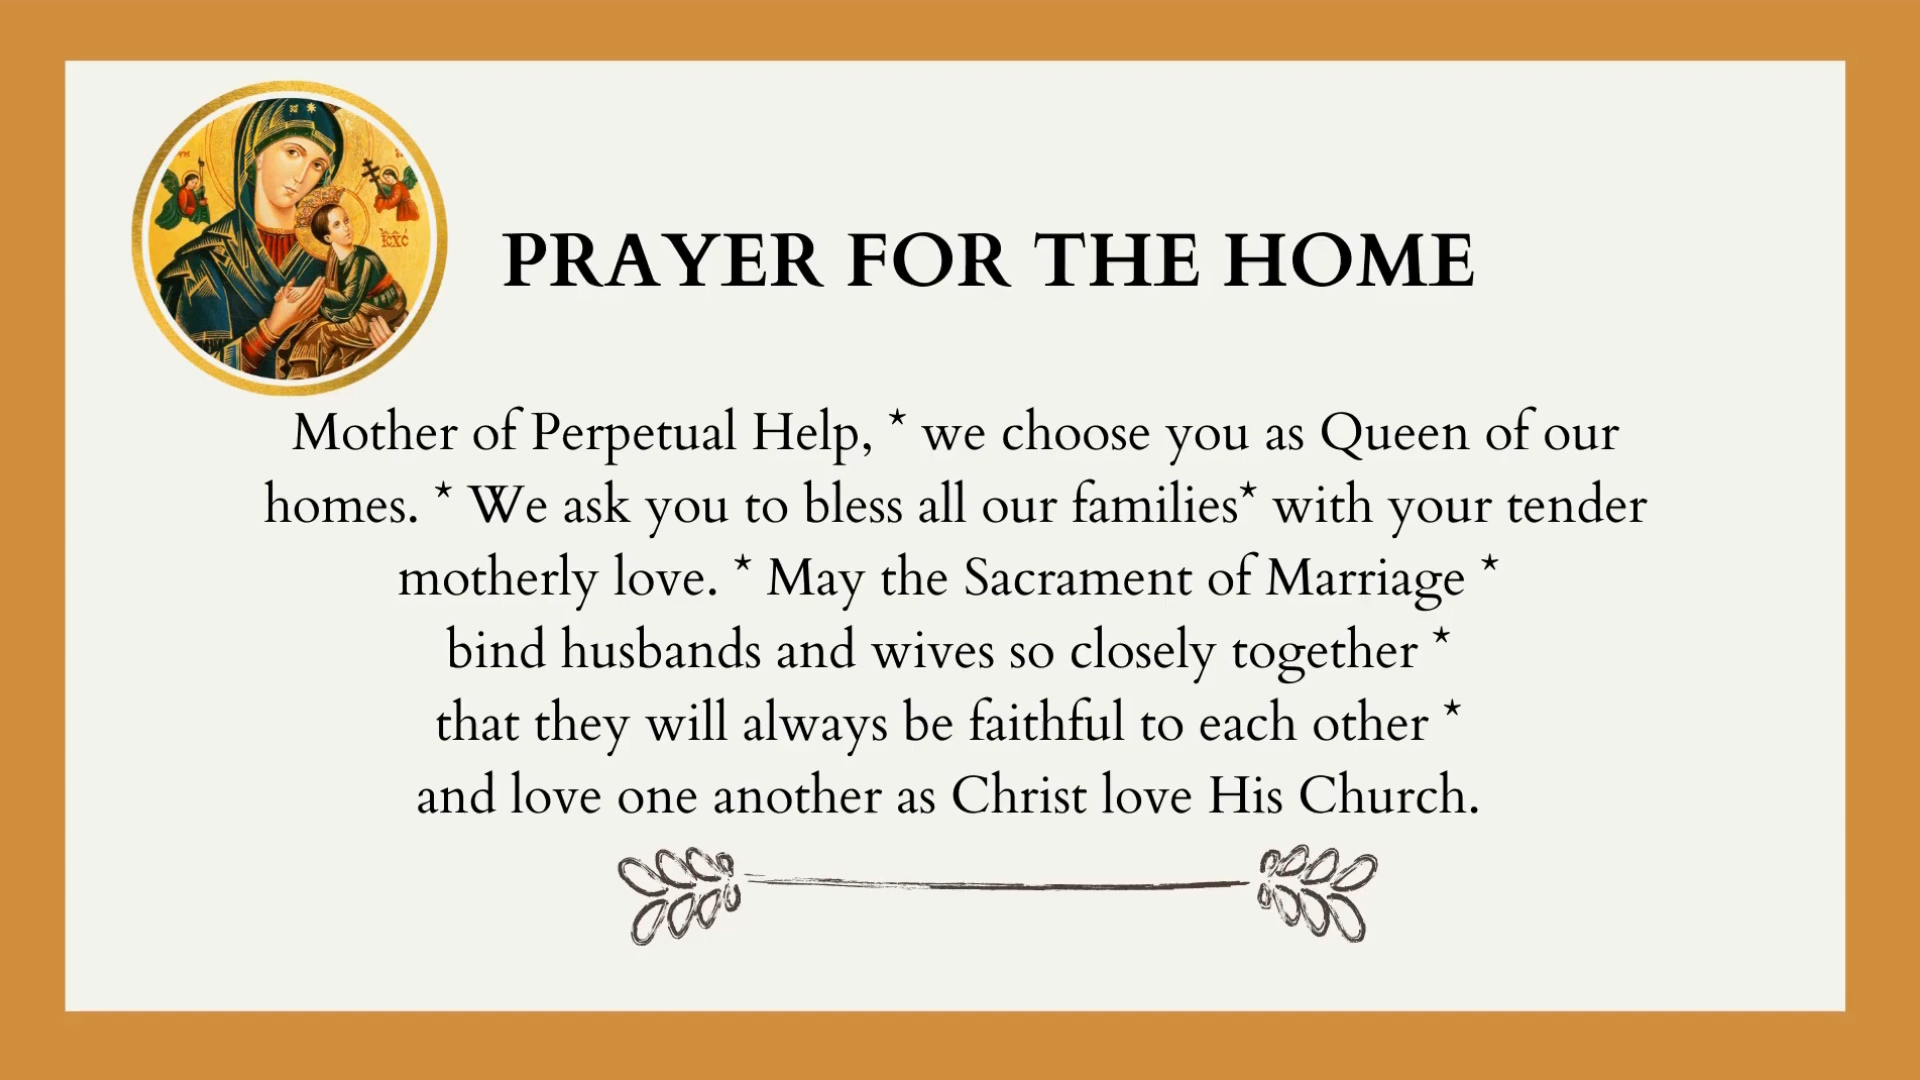 PRAYER FOR THE HOME
Mother of Perpetual Help, * we choose you as Queen of our
homes. * We ask you to bless all our families* with your tender
motherly love. * May the Sacrament of Marriage *
bind husbands and wives so closely together *
that they will always be faithful to each other *
and love one another as Christ love His Church.